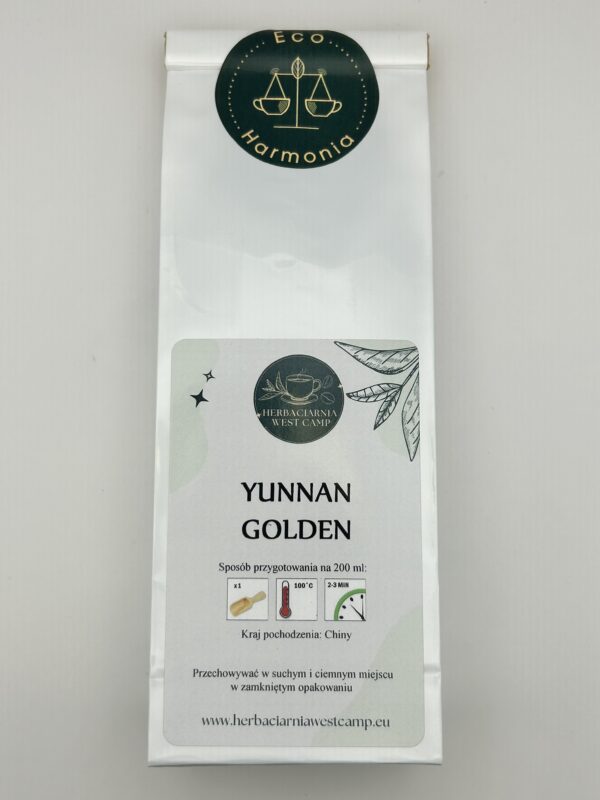 Eco
Harmonia
HERBACIARNIA
WEST CAMP
YUNNAN
GOLDEN
Sposób przygotowania na 200 ml:
x1
100°C
2-3 MIN
Kraj pochodzenia: Chiny
Przechowywać w suchym i ciemnym miejscu
w zamkniętym opakowaniu
www.herbaciarniawestcamp.eu